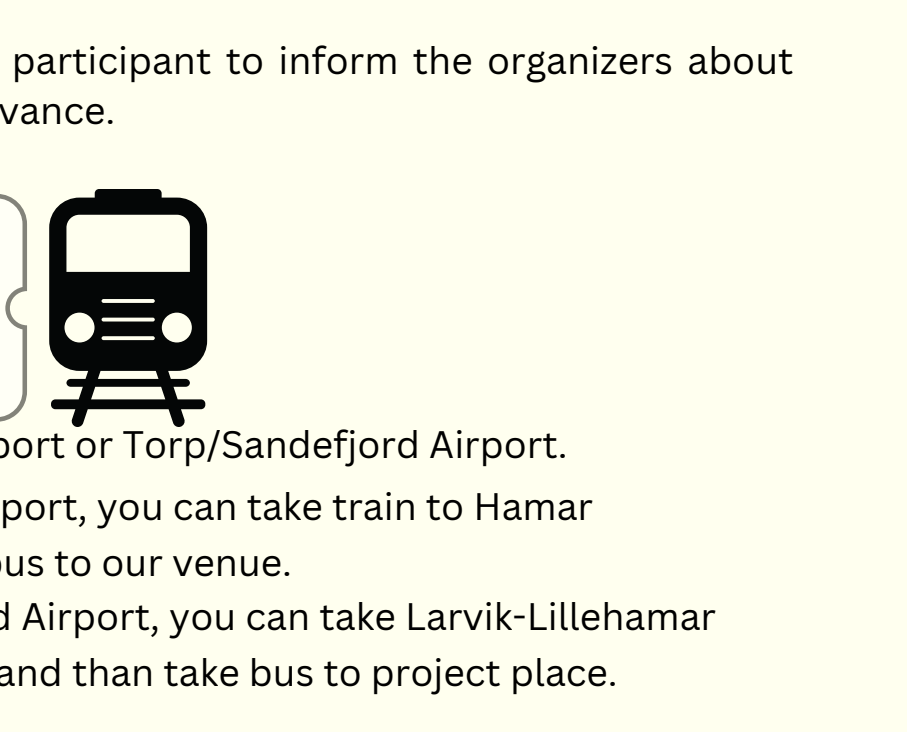 participant to inform the organizers about
vance.
port or Torp/Sandefjord Airport.
port, you can take train to Hamar
us to our venue.
d Airport, you can take Larvik-Lillehamar
and than take bus to project place.